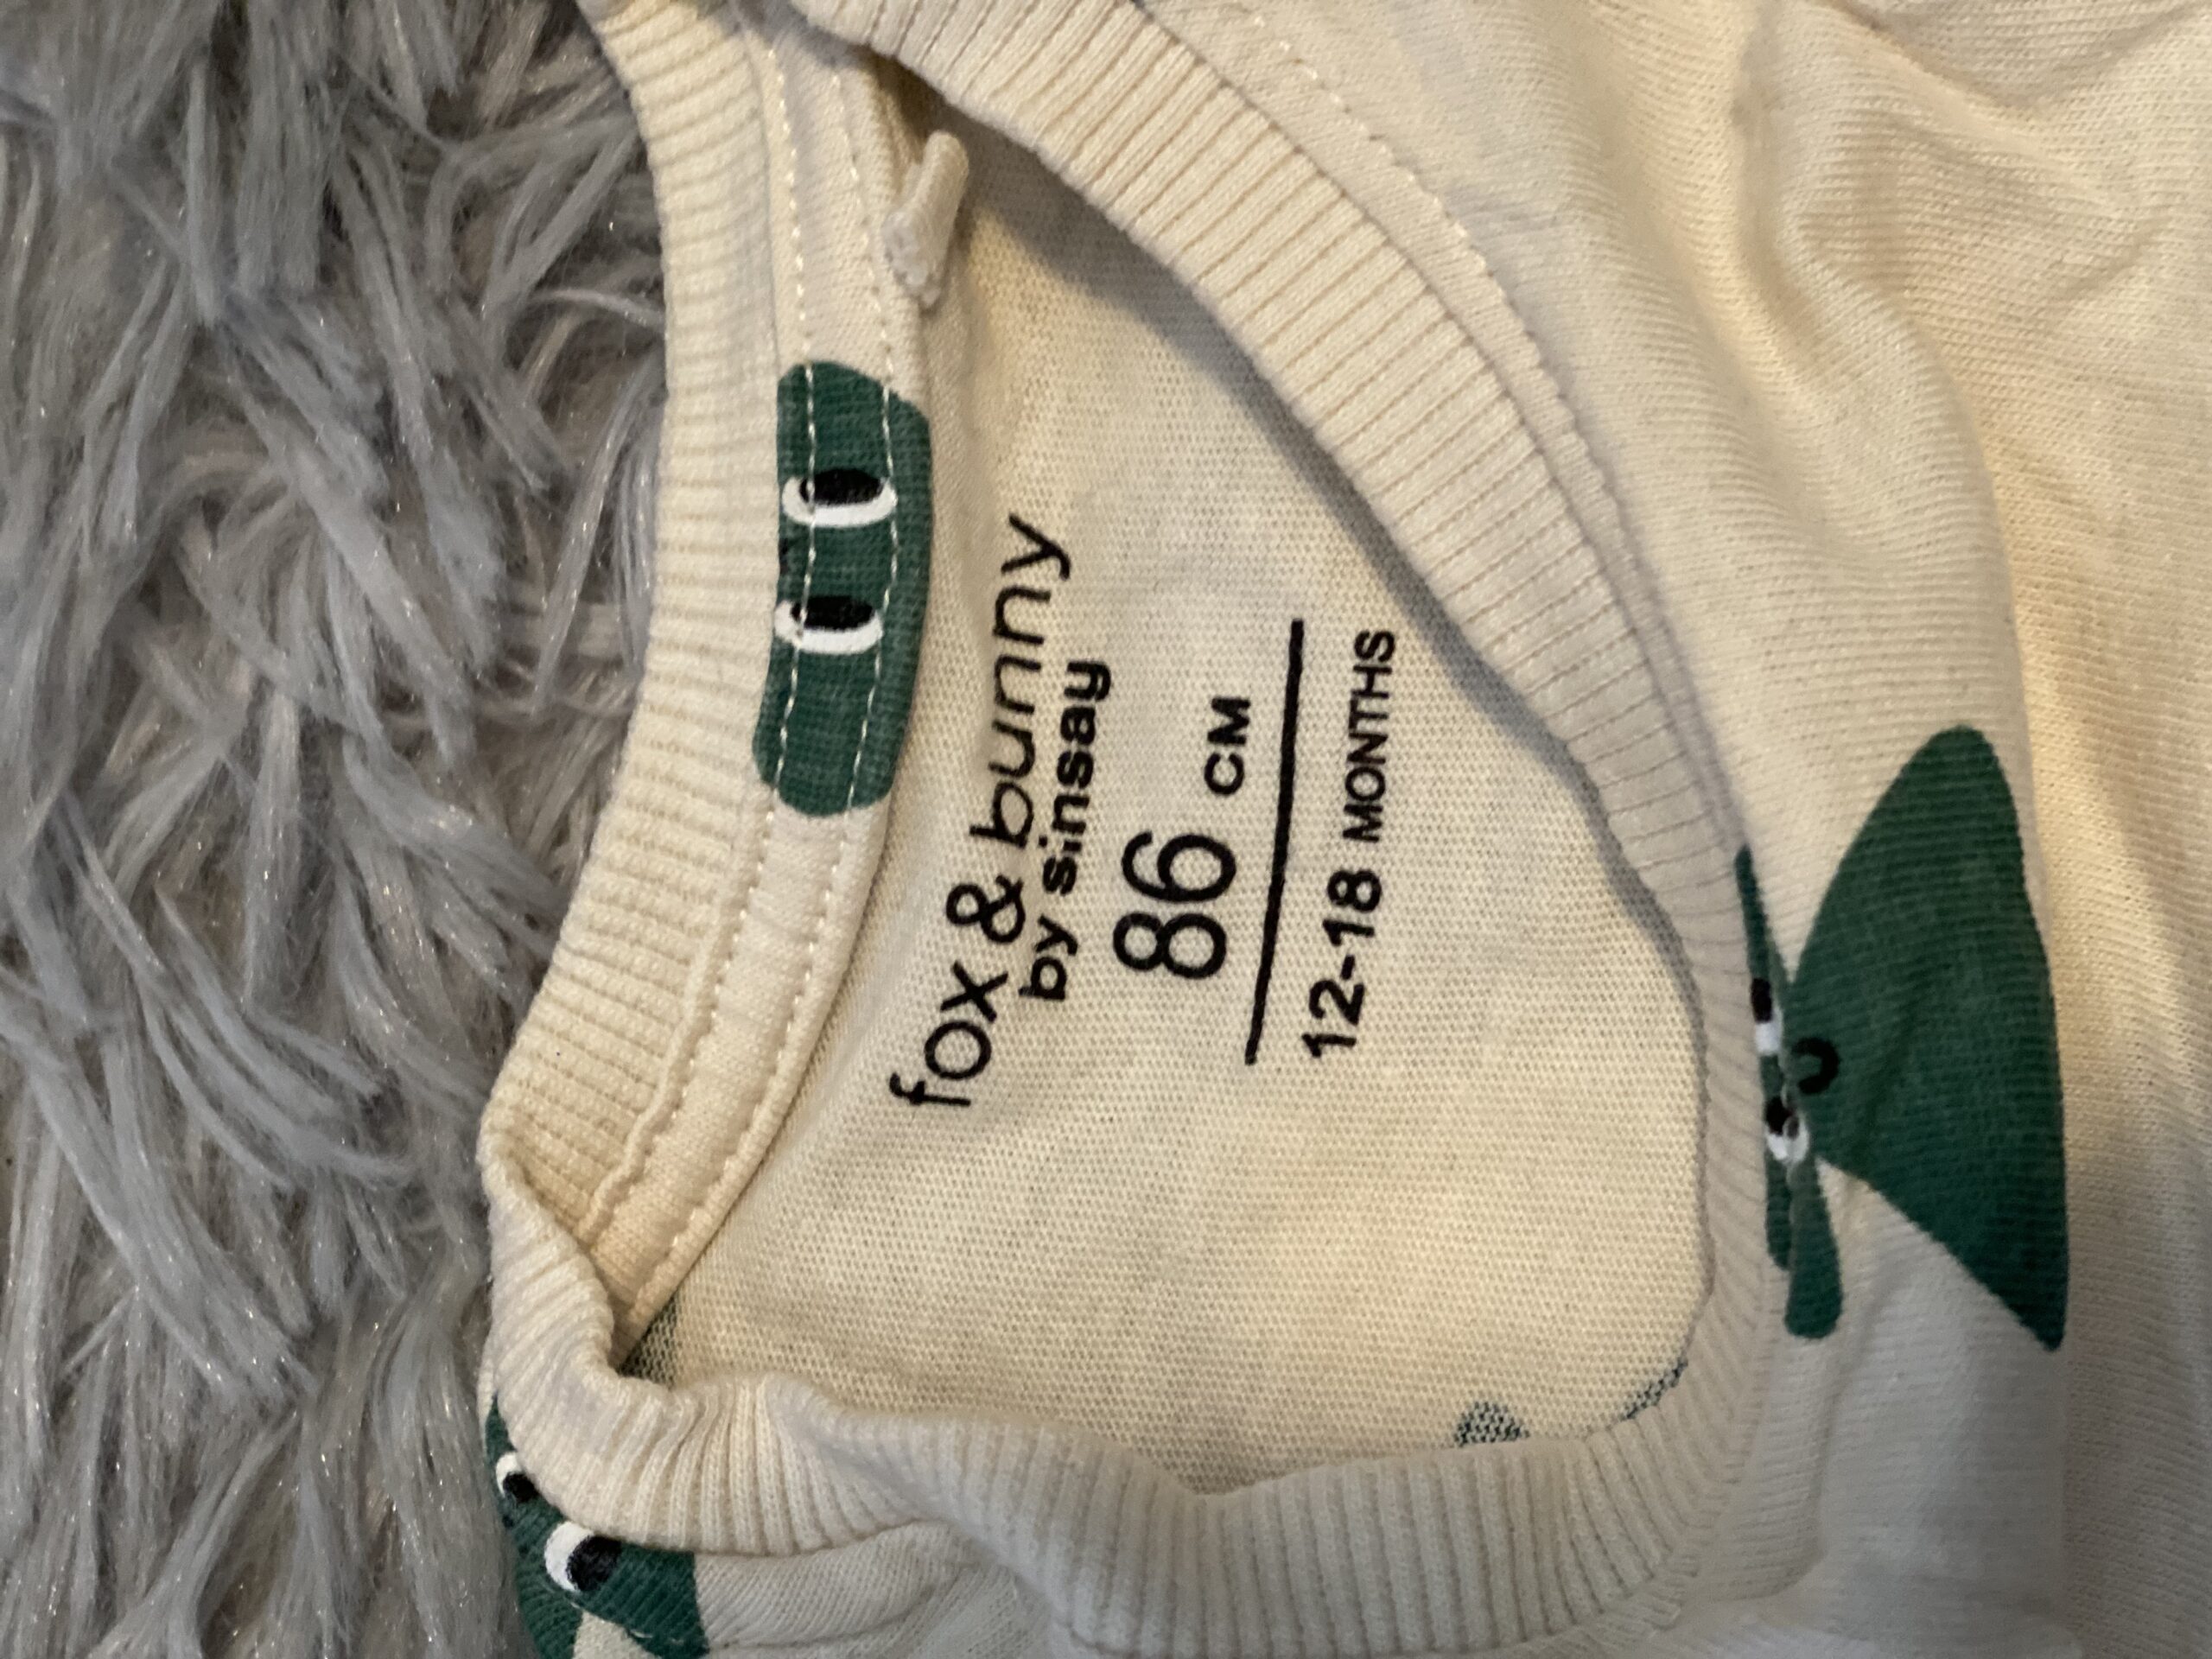 fox & bunny
by sinsay
86 CM
12-18 MONTHS